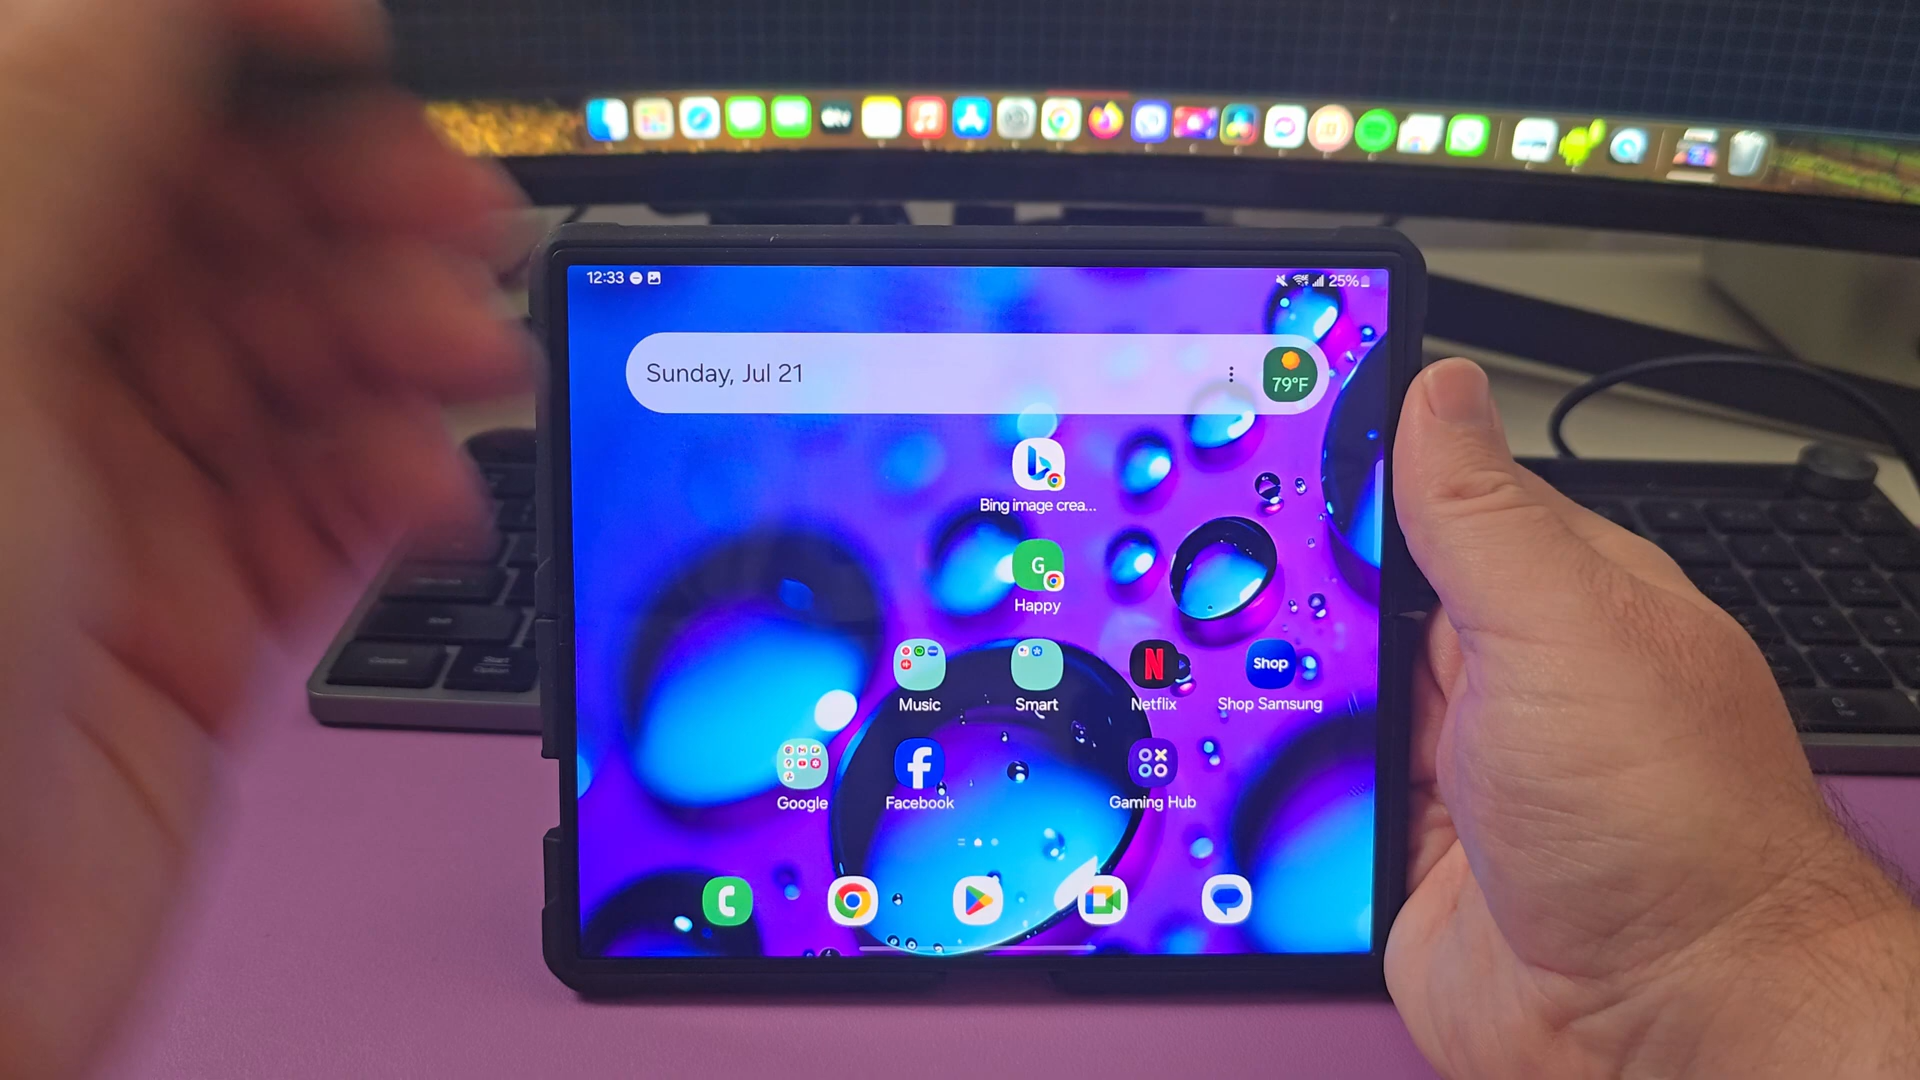 12:33
25%
Sunday, Jul 21
79°F
Bing image crea...
G
Happy
Music
Smart
Netflix
N
Shop
Shop Samsung
Google
Facebook
Gaming Hub